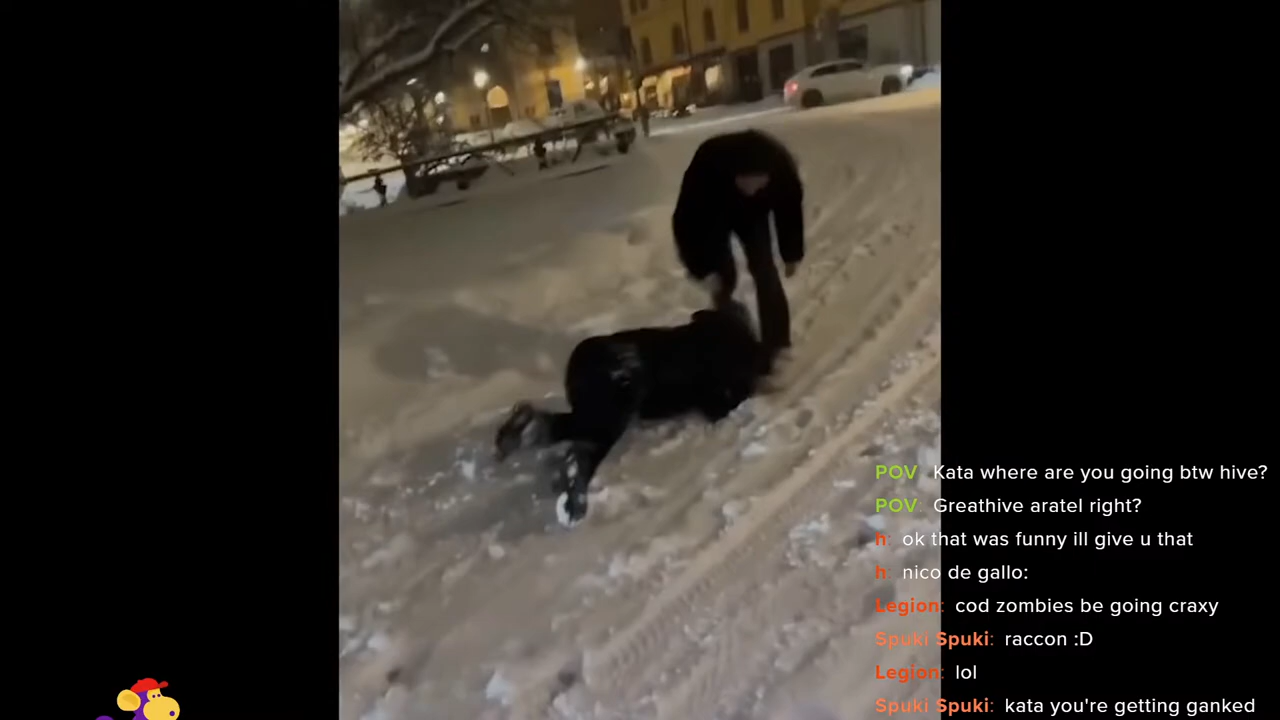 POV: Kata where are you going btw hive?
POV: Greathive aratel right?
h: ok that was funny ill give u that
h: nico de gallo:
Legion: cod zombies be going craxy
Spuki Spuki: raccon :D
Legion: lol
Spuki Spuki: kata you're getting ganked